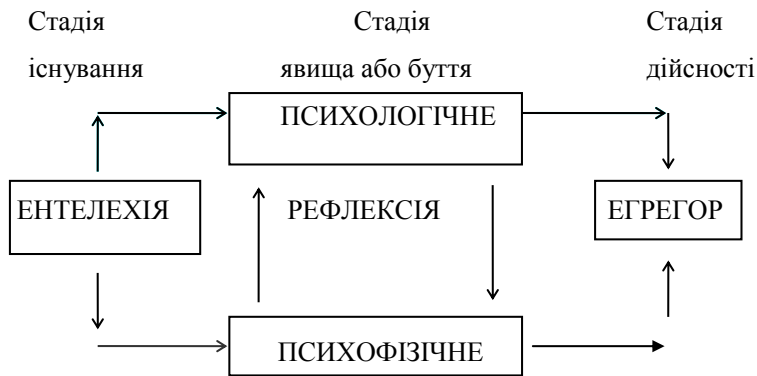 Стадія
існування
Стадія
явища або буття
Стадія
дійсності
ПСИХОЛОГІЧНЕ
ЕНТЕЛЕХІЯ
РЕФЛЕКСІЯ
ЕГРЕГОР
ПСИХОФІЗІЧНЕ